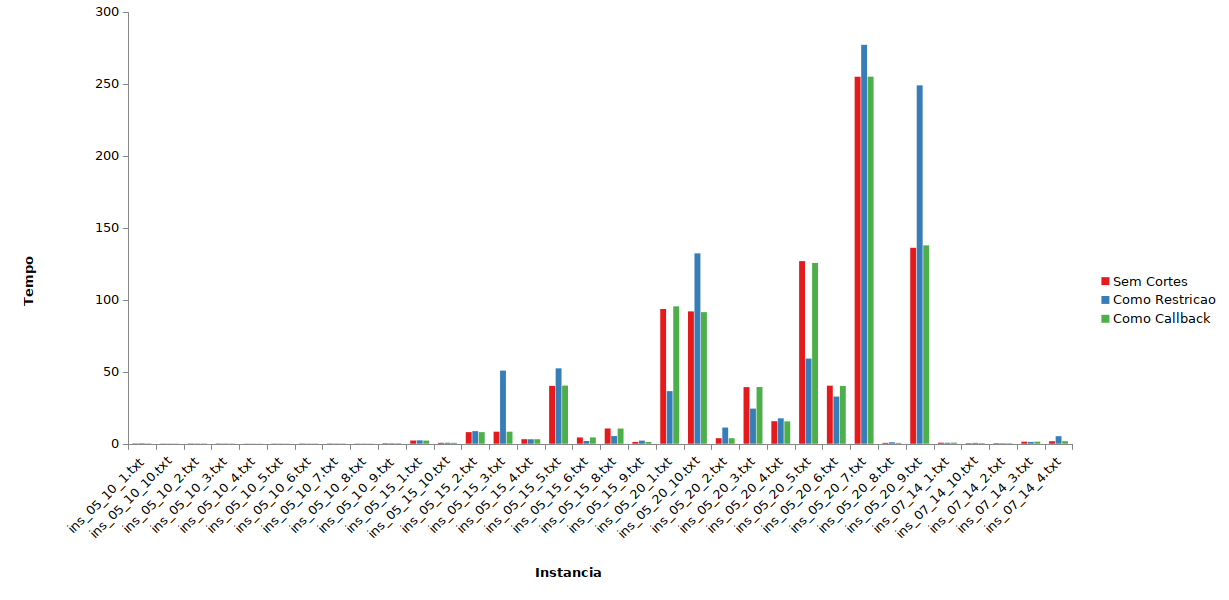 300
250
200
150
100
50
0
Tempo
ins_05_10_1.txt
ins_05_10_10.txt
ins_05_10_2.txt
ins_05_10_3.txt
ins_05_10_4.txt
ins_05_10_5.txt
ins_05_10_6.txt
ins_05_10_7.txt
ins_05_10_8.txt
ins_05_10_9.txt
ins_05_15_1.txt
ins_05_15_10.txt
ins_05_15_2.txt
ins_05_15_3.txt
ins_05_15_4.txt
ins_05_15_5.txt
ins_05_15_6.txt
ins_05_15_8.txt
ins_05_15_9.txt
ins_05_20_1.txt
ins_05_20_10.txt
ins_05_20_2.txt
ins_05_20_3.txt
ins_05_20_4.txt
ins_05_20_5.txt
ins_05_20_6.txt
ins_05_20_7.txt
ins_05_20_8.txt
ins_05_20_9.txt
ins_07_14_1.txt
ins_07_14_10.txt
ins_07_14_2.txt
ins_07_14_3.txt
ins_07_14_4.txt
Instancia
Sem Cortes
Como Restricao
Como Callback